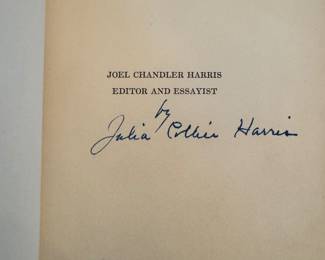 JOEL CHANDLER HARRIS
EDITOR AND ESSAYIST
by
Julia Collier Harris